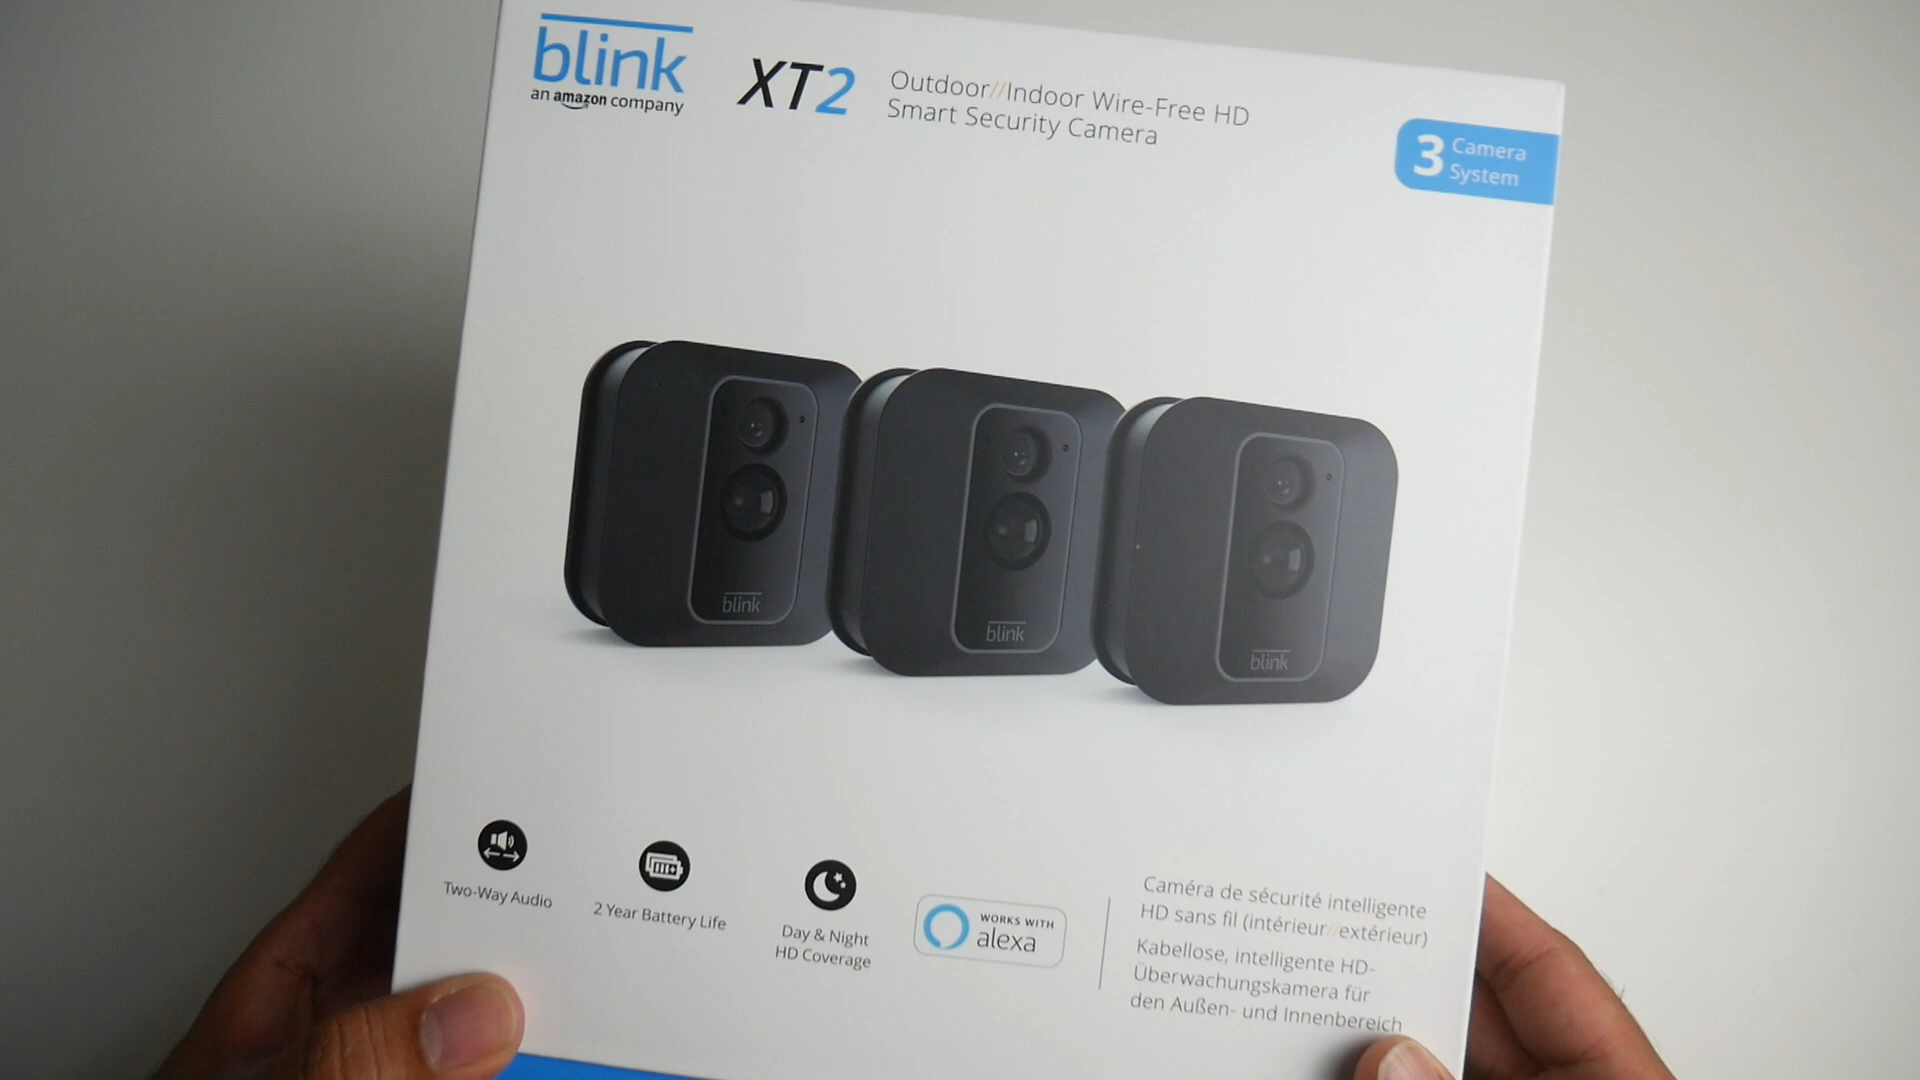 blink
an amazon company
XT2
Outdoor//Indoor Wire-Free HD
Smart Security Camera
3 Camera
System
blink
blink
blink
Two-Way Audio
2 Year Battery Life
Day & Night
HD Coverage
WORKS WITH
alexa
Caméra de sécurité intelligente
HD sans fil (intérieur//extérieur)
Kabellose, intelligente HD-
Überwachungskamera für
den Außen- und Innenbereich